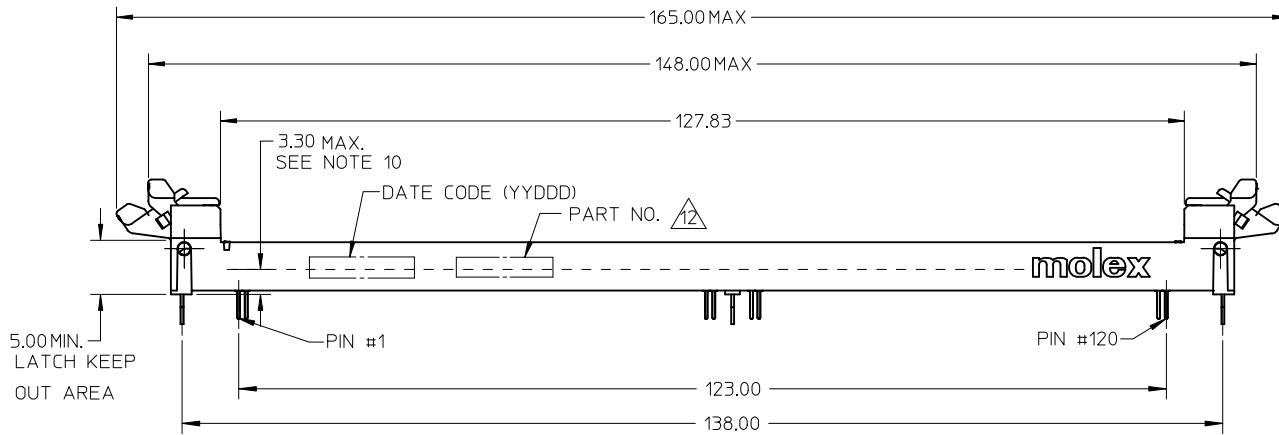 165.00 MAX
148.00 MAX
127.83
3.30 MAX.
SEE NOTE 10
DATE CODE (YYDDD)
PART NO. 12
molex
5.00 MIN.
LATCH KEEP
OUT AREA
PIN #1
PIN #120
123.00
138.00